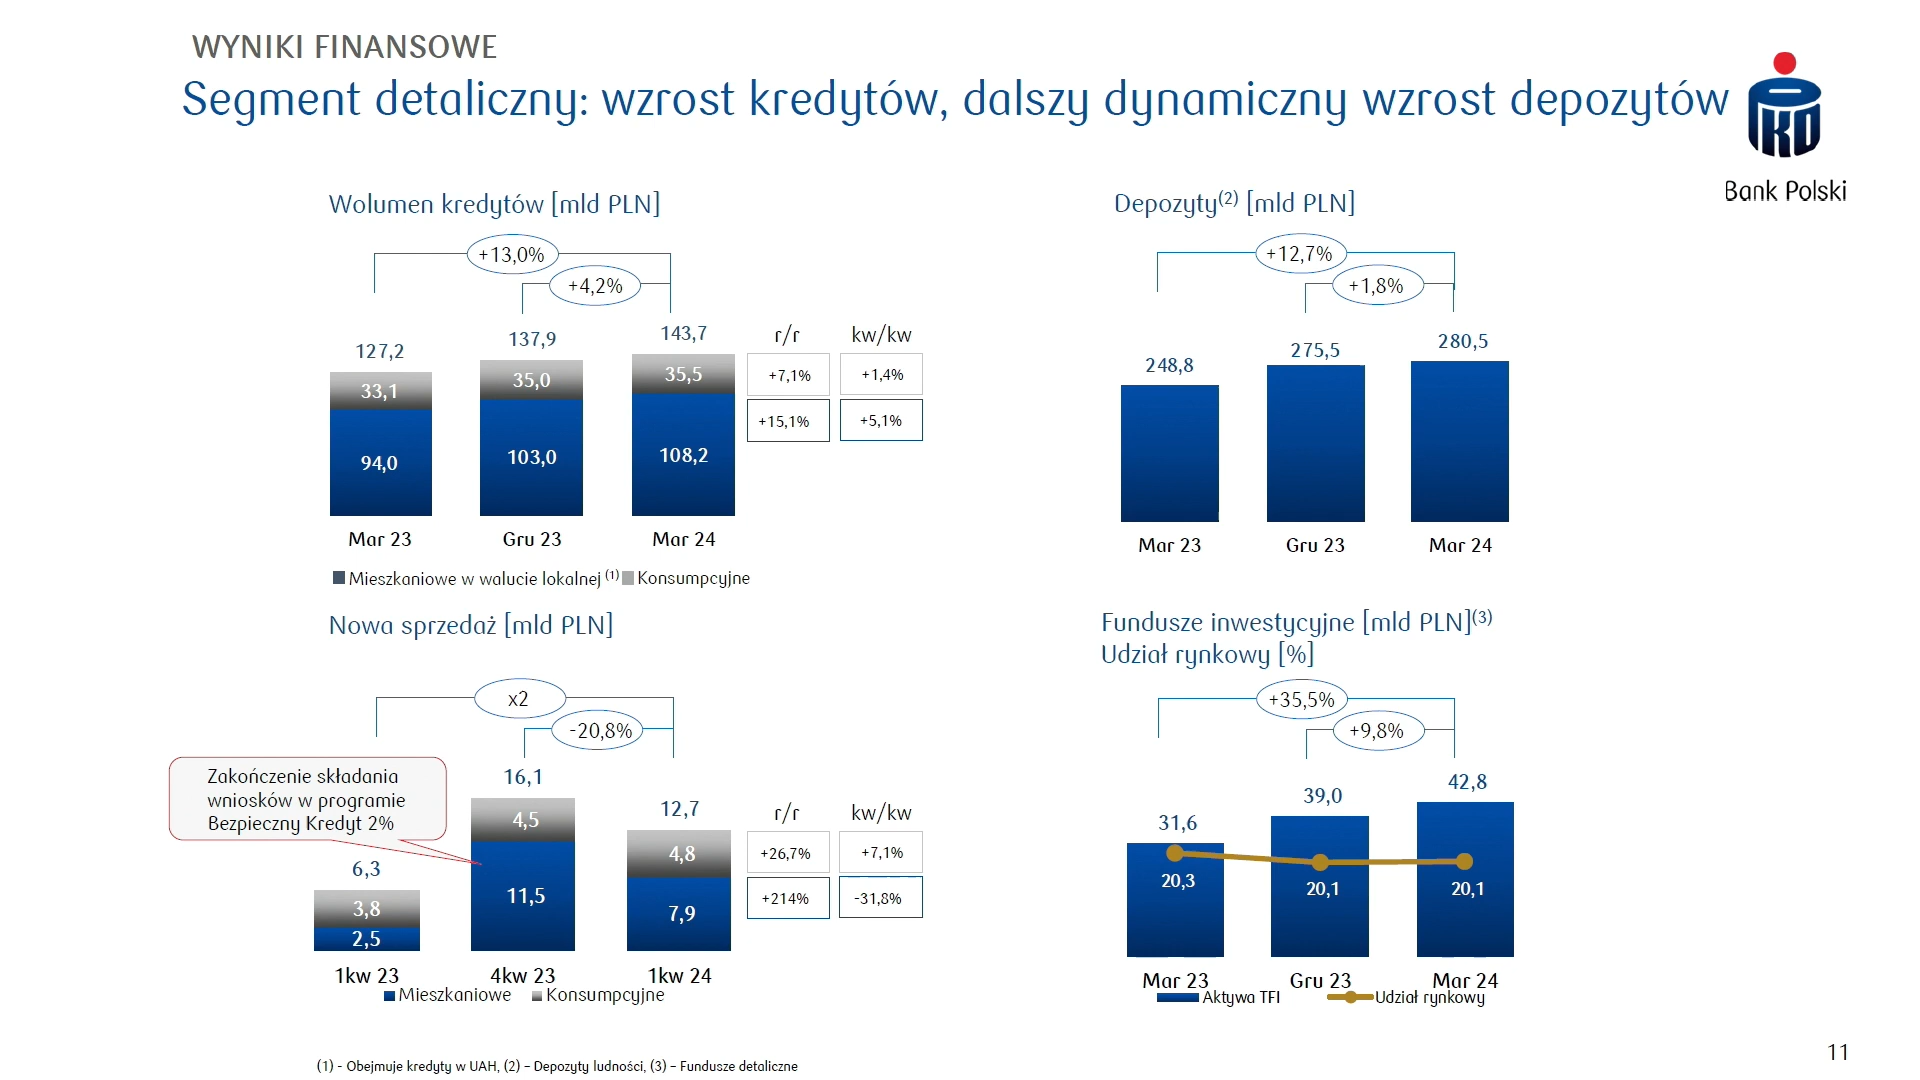 WYNIKI FINANSOWE
Segment detaliczny: wzrost kredytów, dalszy dynamiczny wzrost depozytów
PKO
Bank Polski
Wolumen kredytów [mld PLN]
+13,0%
+4,2%
127,2
137,9
143,7
r/r
kw/kw
33,1
35,0
35,5
+7,1%
+1,4%
94,0
103,0
108,2
+15,1%
+5,1%
Mar 23
Gru 23
Mar 24
Mieszkaniowe w walucie lokalnej (1)
Konsumpcyjne
Depozyty(2) [mld PLN]
+12,7%
+1,8%
248,8
275,5
280,5
Mar 23
Gru 23
Mar 24
Nowa sprzedaż [mld PLN]
x2
-20,8%
Zakończenie składania
wniosków w programie
Bezpieczny Kredyt 2%
6,3
16,1
12,7
r/r
kw/kw
3,8
4,5
4,8
+26,7%
+7,1%
2,5
11,5
7,9
+214%
-31,8%
1kw 23
4kw 23
1kw 24
Mieszkaniowe
Konsumpcyjne
Fundusze inwestycyjne [mld PLN](3)
Udział rynkowy [%]
+35,5%
+9,8%
31,6
39,0
42,8
20,3
20,1
20,1
Mar 23
Gru 23
Mar 24
Aktywa TFI
Udział rynkowy
(1) - Obejmuje kredyty w UAH, (2) – Depozyty ludności, (3) – Fundusze detaliczne
11